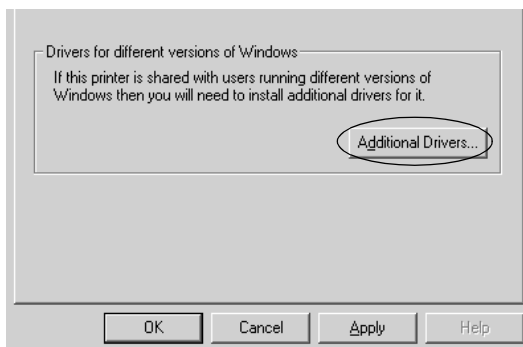 Drivers for different versions of Windows
If this printer is shared with users running different versions of
Windows then you will need to install additional drivers for it.
Additional Drivers...
OK Cancel Apply Help